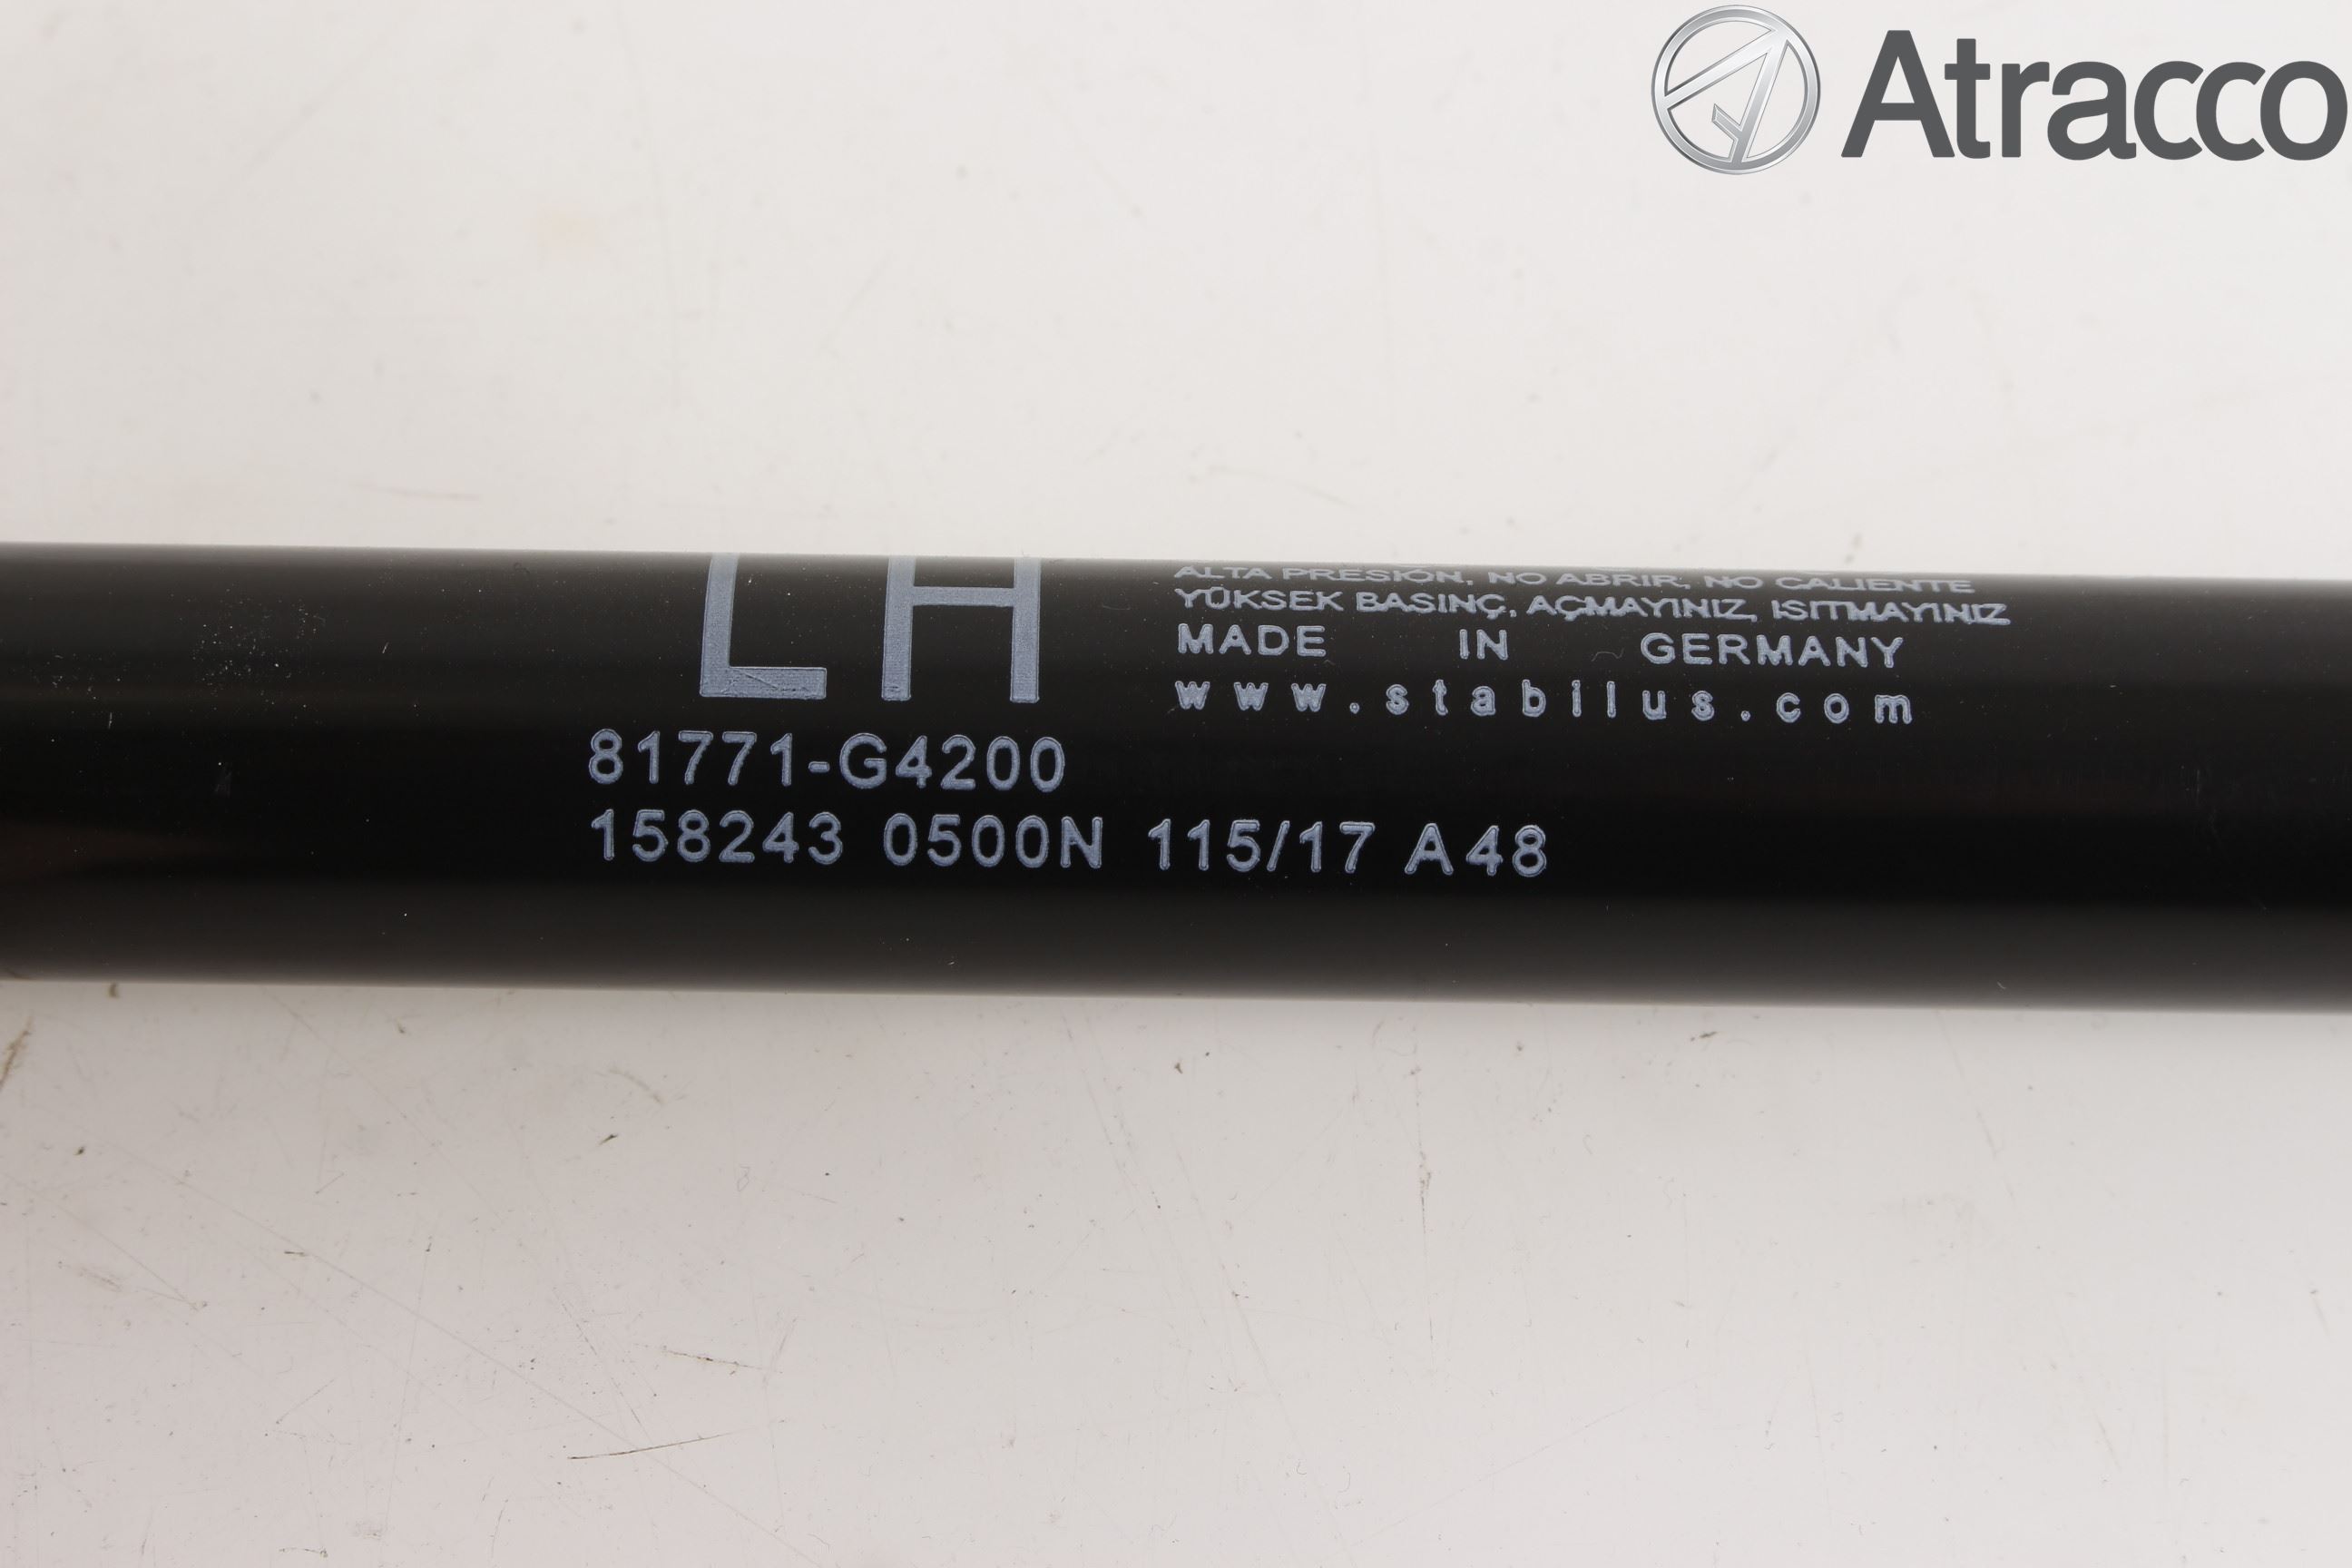 Atracco
LH
ALTA PRESIÓN, NO ABRIR, NO CALIENTE
YÜKSEK BASINÇ, AÇMAYINIZ, ISITMAYINIZ
MADE IN GERMANY
www.stabilus.com
81771-G4200
158243 0500N 115/17 A48